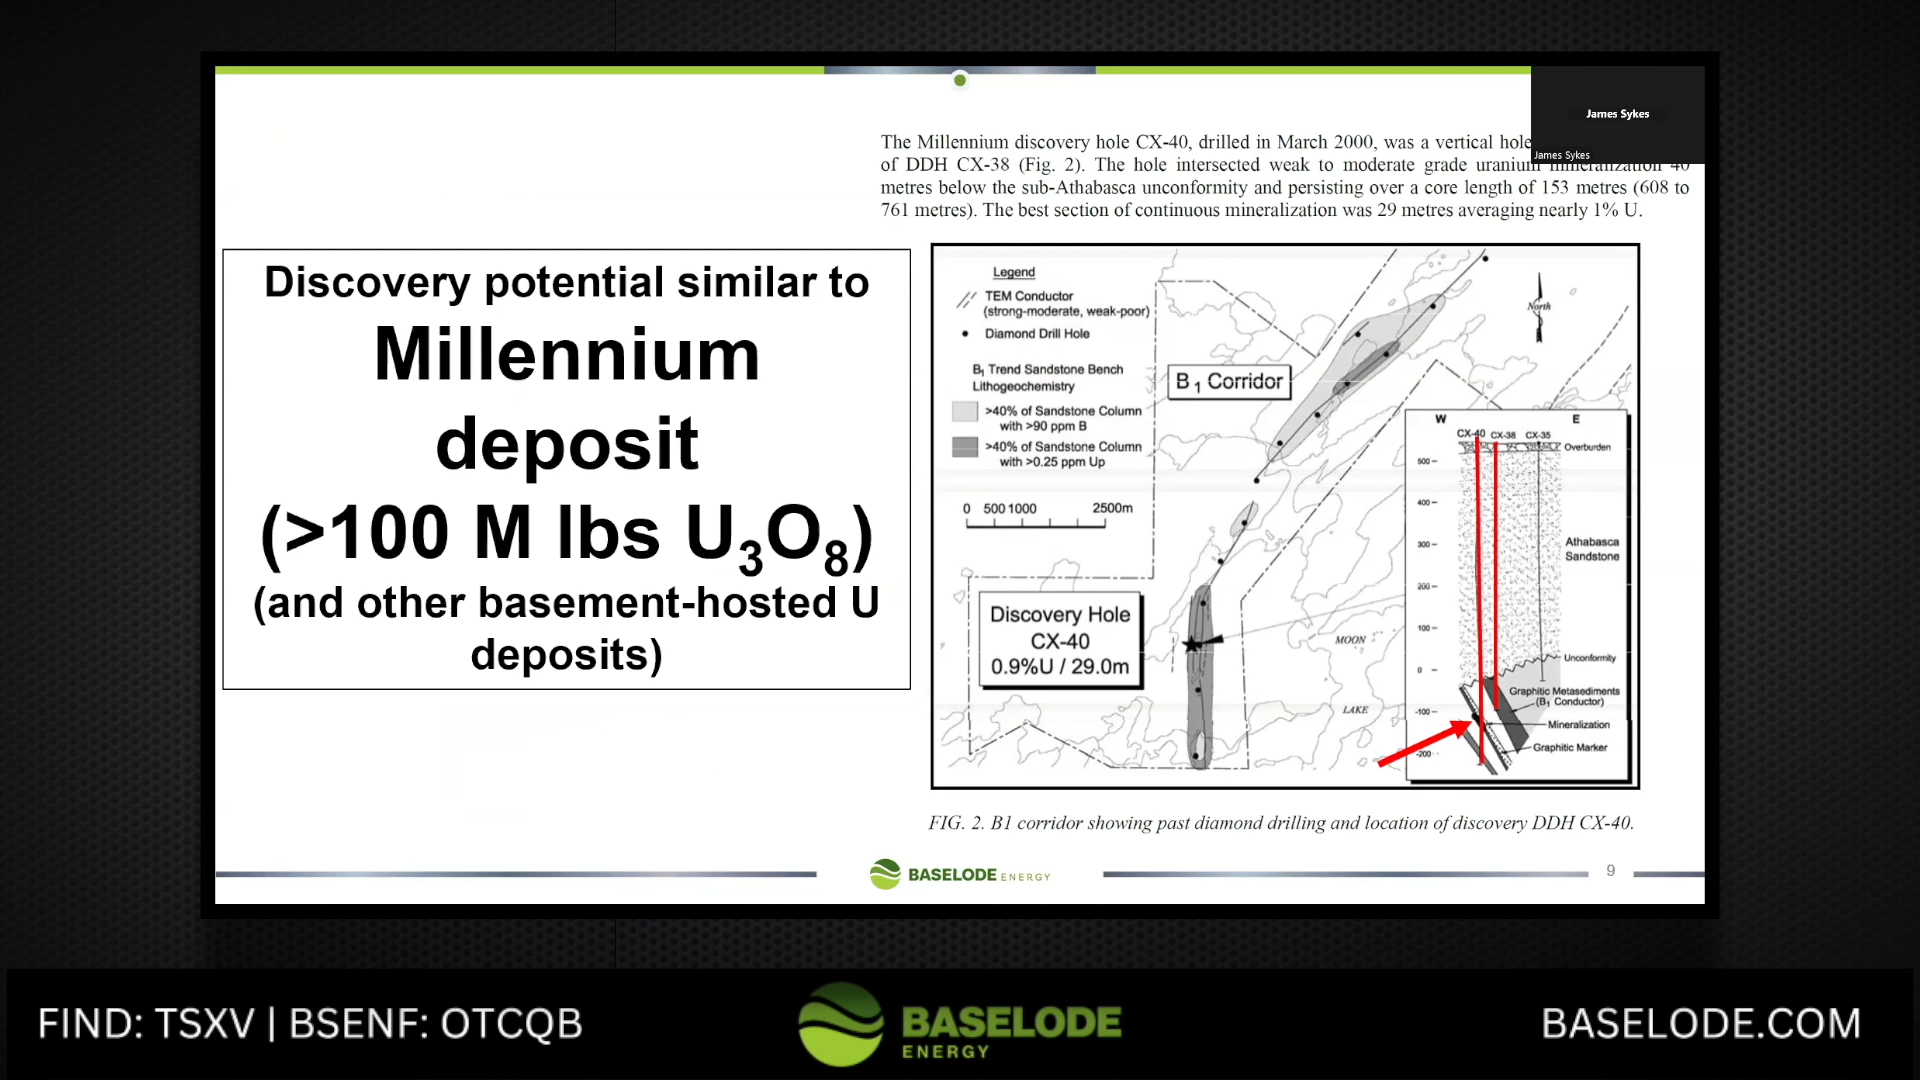 James Sykes
James Sykes
The Millennium discovery hole CX-40, drilled in March 2000, was a vertical hole
of DDH CX-38 (Fig. 2). The hole intersected weak to moderate grade uranium mineralization 40
metres below the sub-Athabasca unconformity and persisting over a core length of 153 metres (608 to
761 metres). The best section of continuous mineralization was 29 metres averaging nearly 1% U.
Discovery potential similar to
Millennium
deposit
(>100 M lbs U₃O₈)
(and other basement-hosted U
deposits)
Legend
TEM Conductor
(strong-moderate, weak-poor)
Diamond Drill Hole
B₁ Trend Sandstone Bench
Lithogeochemistry
>40% of Sandstone Column
with >90 ppm B
>40% of Sandstone Column
with >0.25 ppm Up
0 500 1000 2500m
B₁ Corridor
North
Discovery Hole
CX-40
0.9%U / 29.0m
MOON
LAKE
W E
CX-40 CX-38 CX-35
Overburden
500
400
300
200
100
0
-100
-200
Athabasca
Sandstone
Unconformity
Graphitic Metasediments
(B₁ Conductor)
Mineralization
Graphitic Marker
FIG. 2. B1 corridor showing past diamond drilling and location of discovery DDH CX-40.
BASELODE ENERGY
9
FIND: TSXV | BSENF: OTCQB
BASELODE
ENERGY
BASELODE.COM